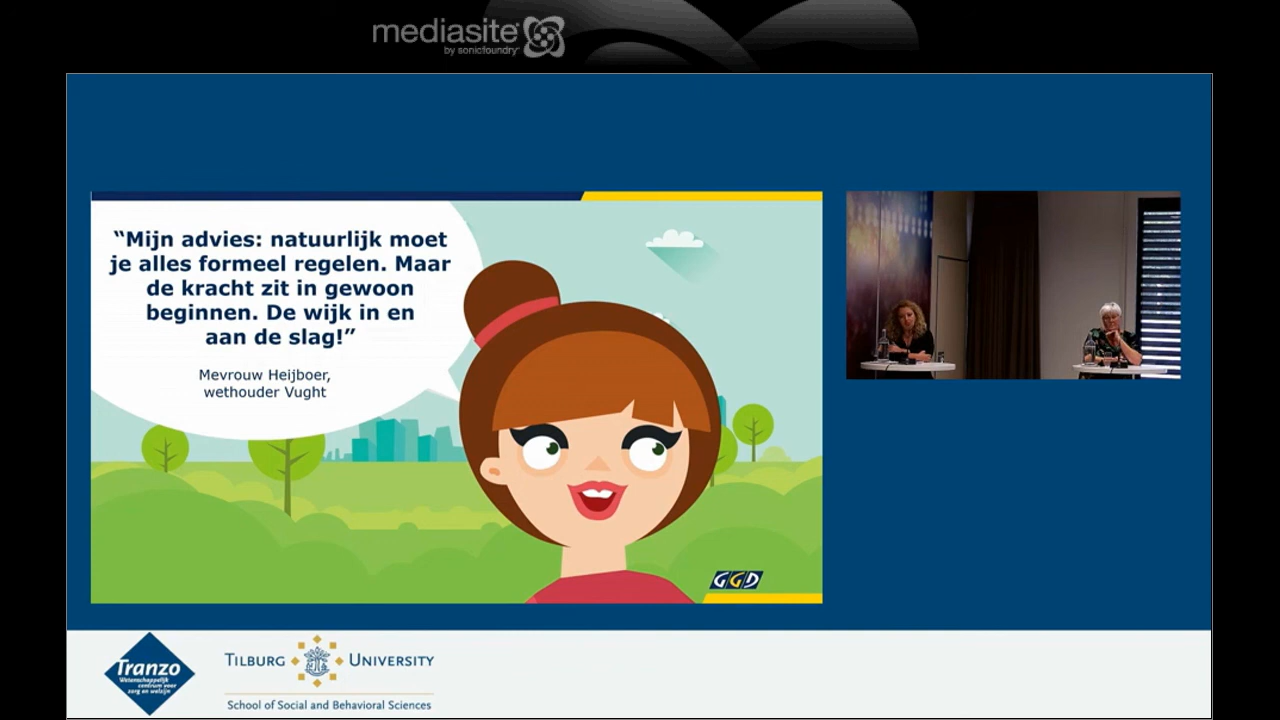 mediasite
by sonicfoundry
“Mijn advies: natuurlijk moet
je alles formeel regelen. Maar
de kracht zit in gewoon
beginnen. De wijk in en
aan de slag!”
Mevrouw Heijboer,
wethouder Vught
GGD
Tranzo
Wetenschappelijk
centrum voor
zorg en welzijn
TILBURG UNIVERSITY
School of Social and Behavioral Sciences